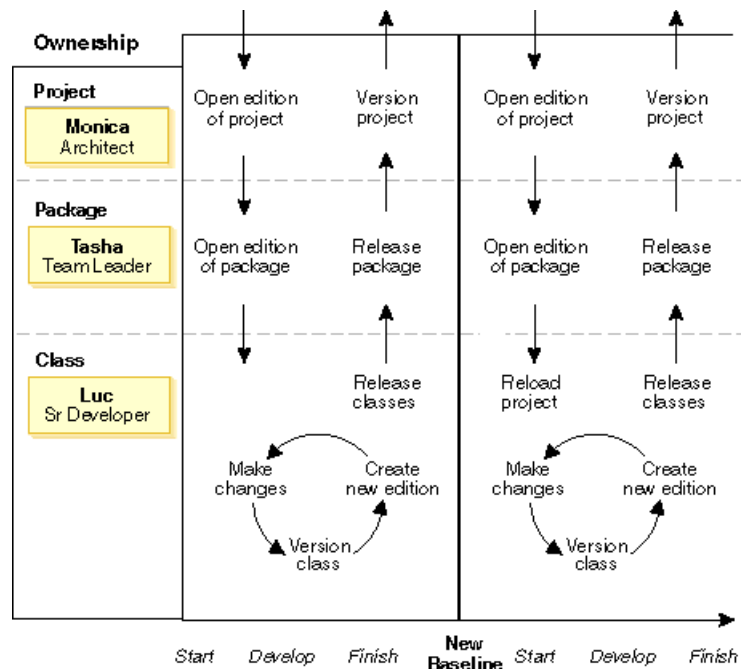 Ownership
Project
Monica
Architect
Open edition
of project
Version
project
Open edition
of project
Version
project
Package
Tasha
Team Leader
Open edition
of package
Release
package
Open edition
of package
Release
package
Class
Luc
Sr Developer
Release
classes
Reload
project
Release
classes
Make
changes
Create
new edition
Version
class
Make
changes
Create
new edition
Version
class
Start
Develop
Finish
New
Baseline
Start
Develop
Finish